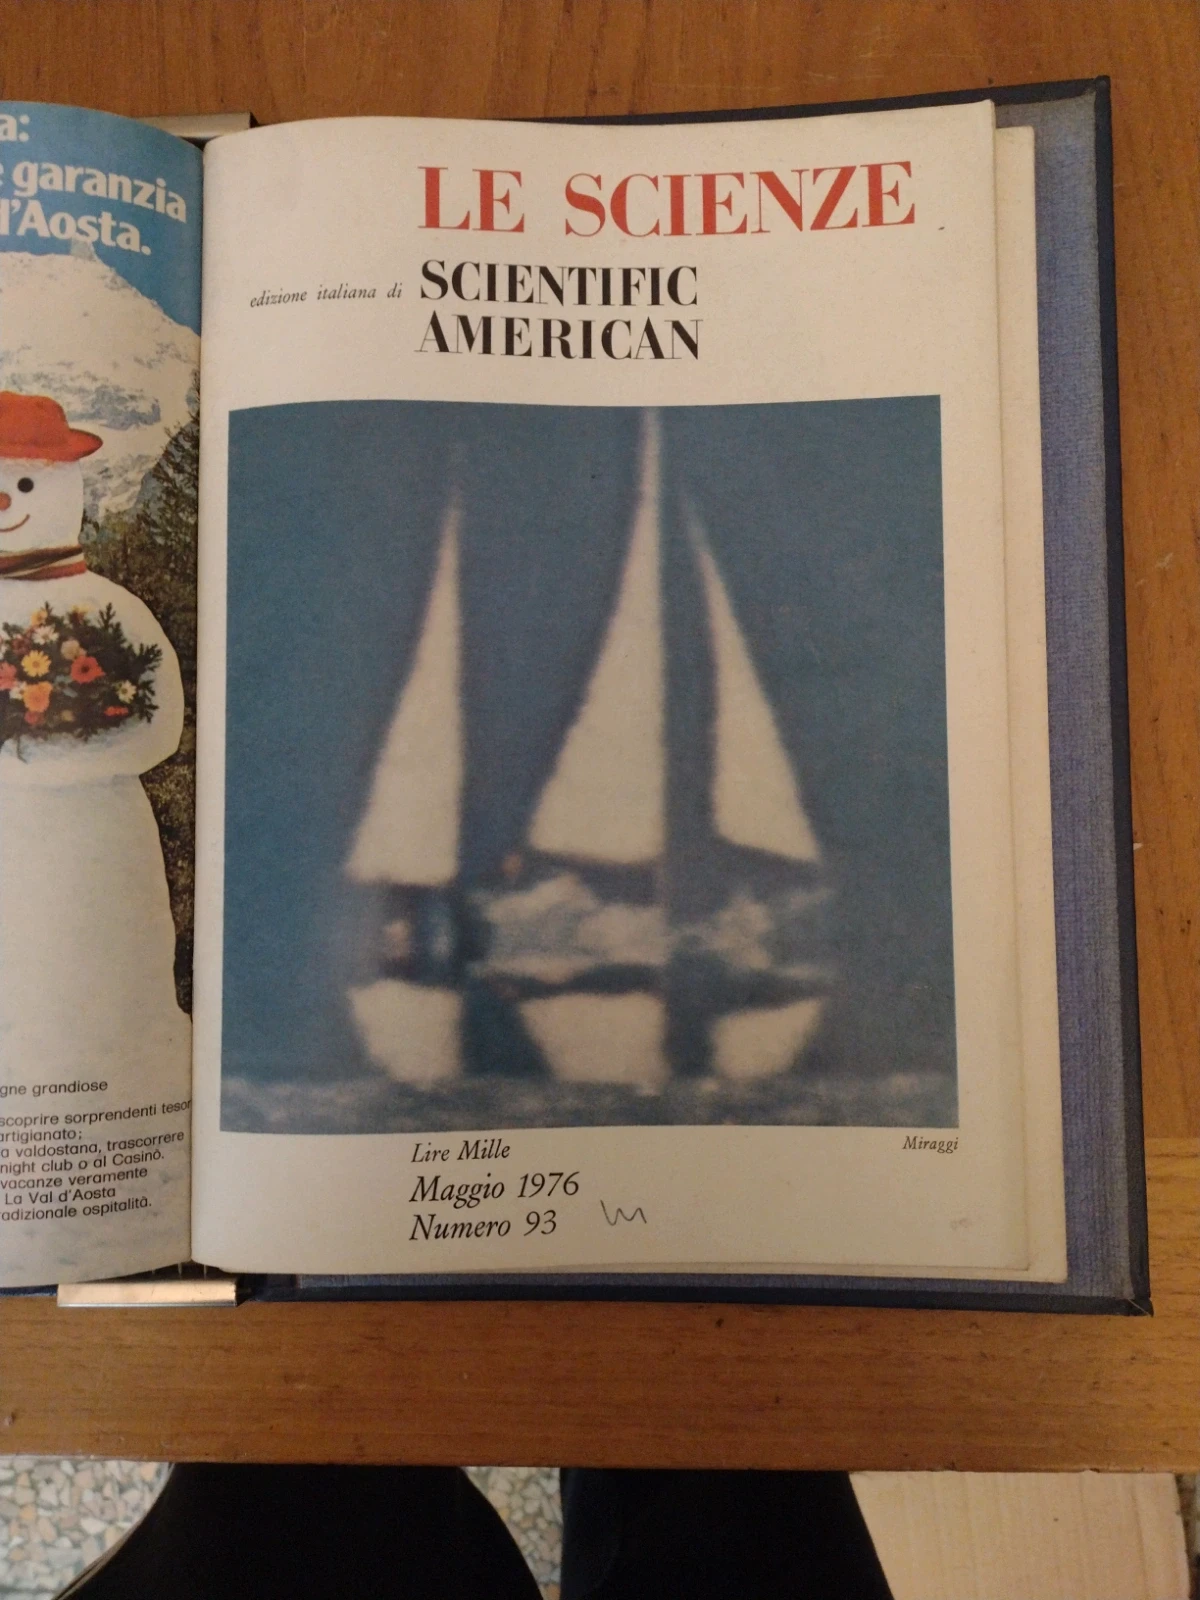 a:
garanzia
d'Aosta.
LE SCIENZE
edizione italiana di
SCIENTIFIC
AMERICAN
Miraggi
Lire Mille
Maggio 1976
Numero 93
gne grandiose
scoprire sorprendenti tesor
artigianato;
a valdostana, trascorrere
night club o al Casinò.
vacanze veramente
La Val d'Aosta
adizionale ospitalità.